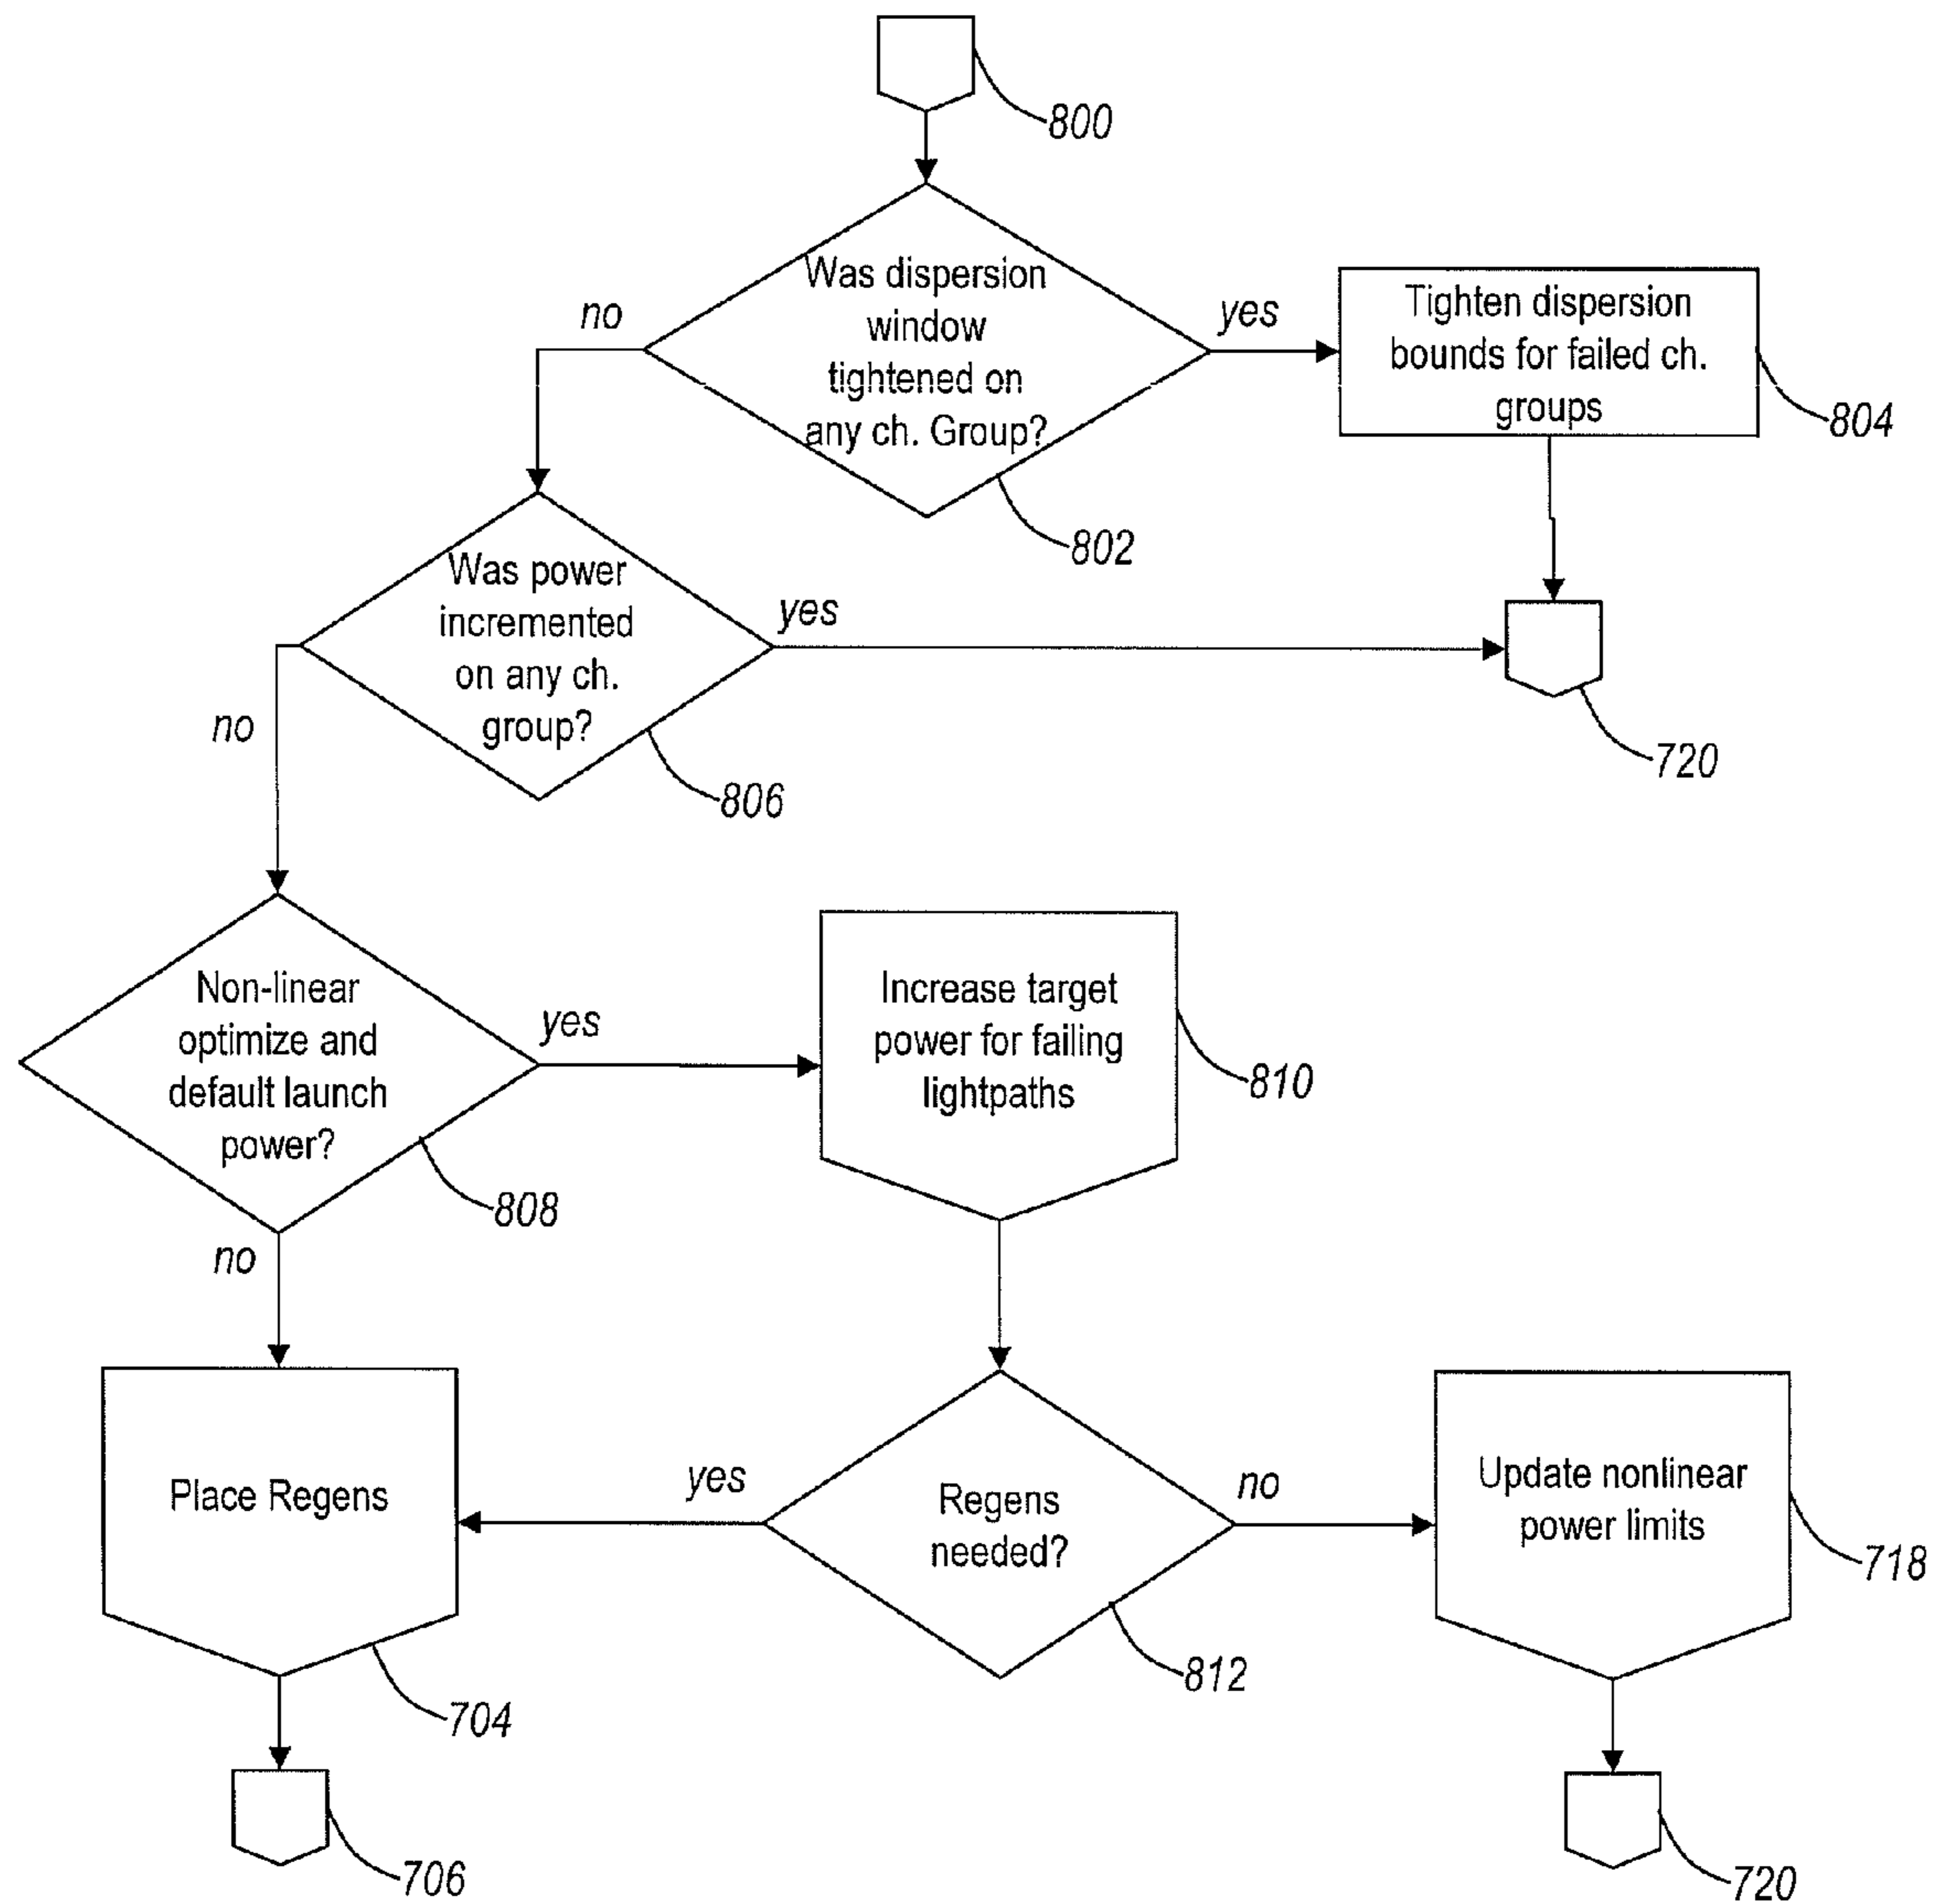 800
Was dispersion
window
tightened on
any ch. Group?
no
yes
802
Tighten dispersion
bounds for failed ch.
groups
804
Was power
incremented
on any ch.
group?
yes
no
806
720
Non-linear
optimize and
default launch
power?
yes
no
808
Increase target
power for failing
lightpaths
810
Place Regens
704
yes
Regens
needed?
no
812
Update nonlinear
power limits
718
706
720